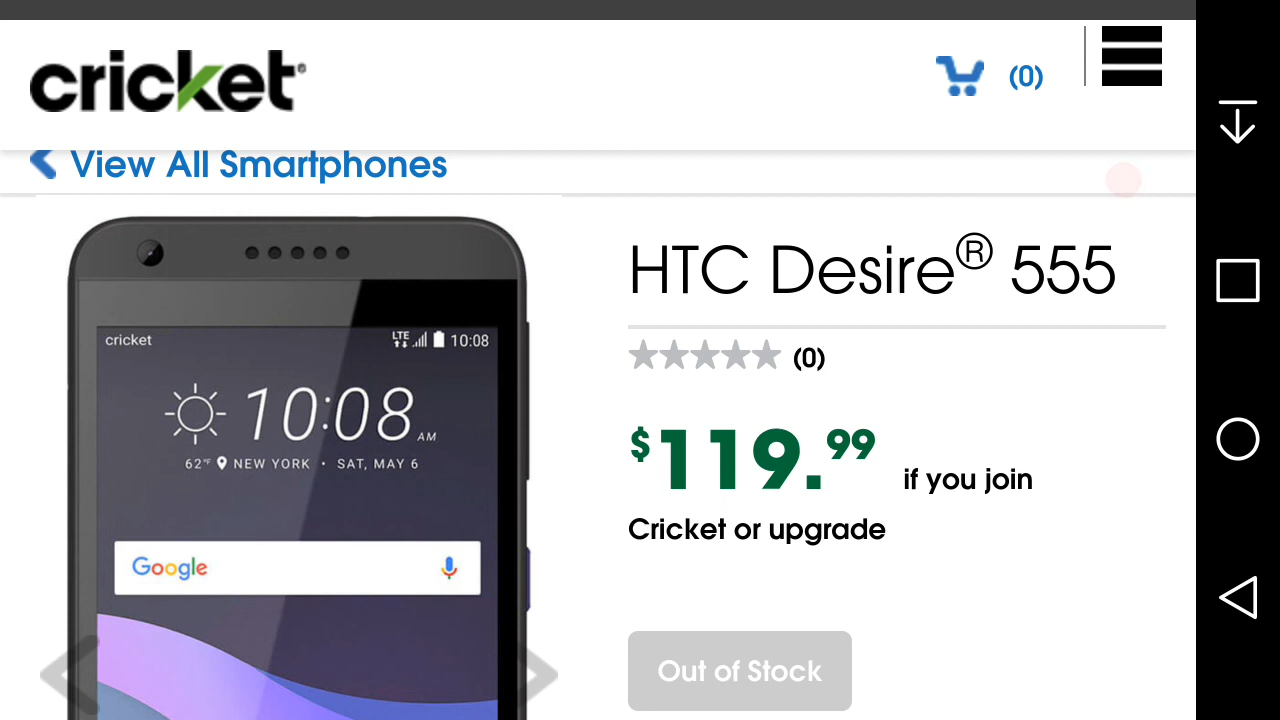 cricket®
(0)
View All Smartphones
HTC Desire® 555
(0)
$119.99 if you join
Cricket or upgrade
Out of Stock
cricket LTE 10:08
10:08 AM
62°F NEW YORK • SAT, MAY 6
Google